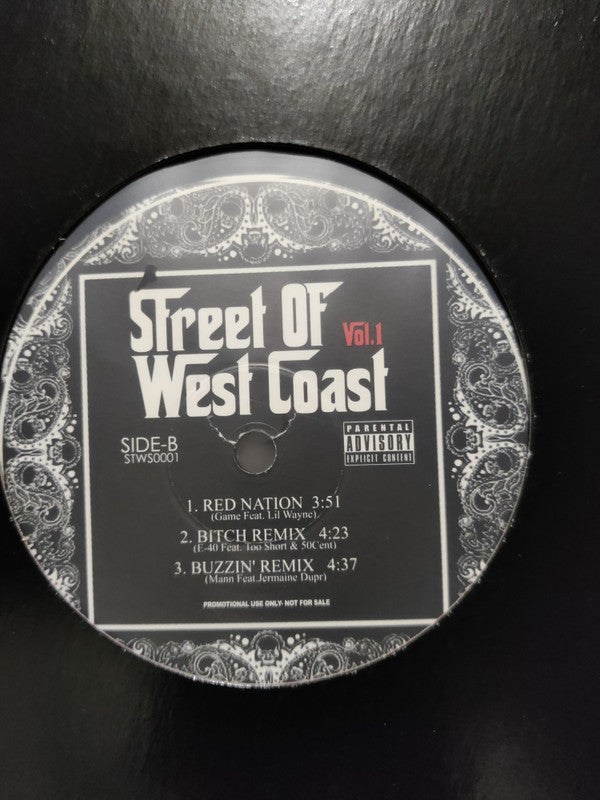 Street Of
Vol.1
West Coast
SIDE-B
STWS0001
PARENTAL
ADVISORY
EXPLICIT CONTENT
1. RED NATION 3:51
(Game Feat. Lil Wayne)
2. BITCH REMIX 4:23
(E-40 Feat. Too Short & 50Cent)
3. BUZZIN' REMIX 4:37
(Mann Feat.Jermaine Dupr)
PROMOTIONAL USE ONLY- NOT FOR SALE